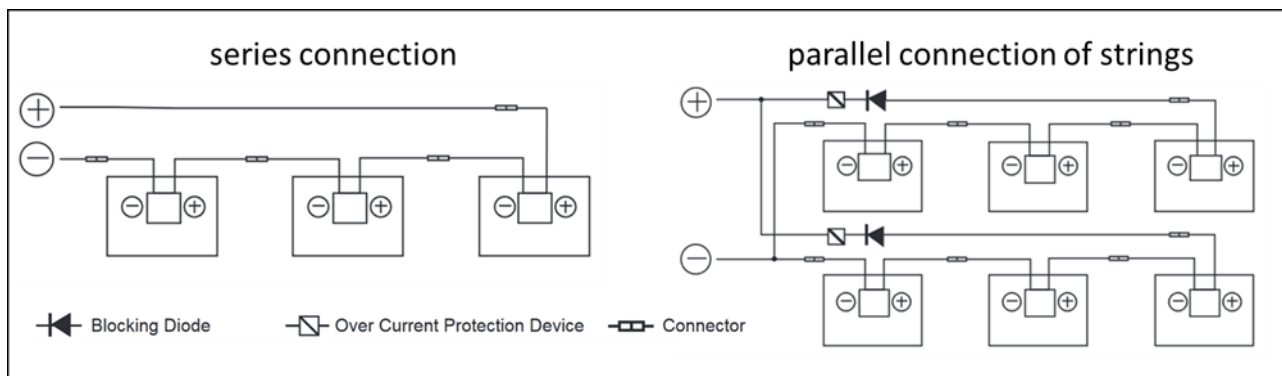 series connection
parallel connection of strings
+
−
− + − + − +
+
− + − + − +
−
− + − + − +
Blocking Diode Over Current Protection Device Connector